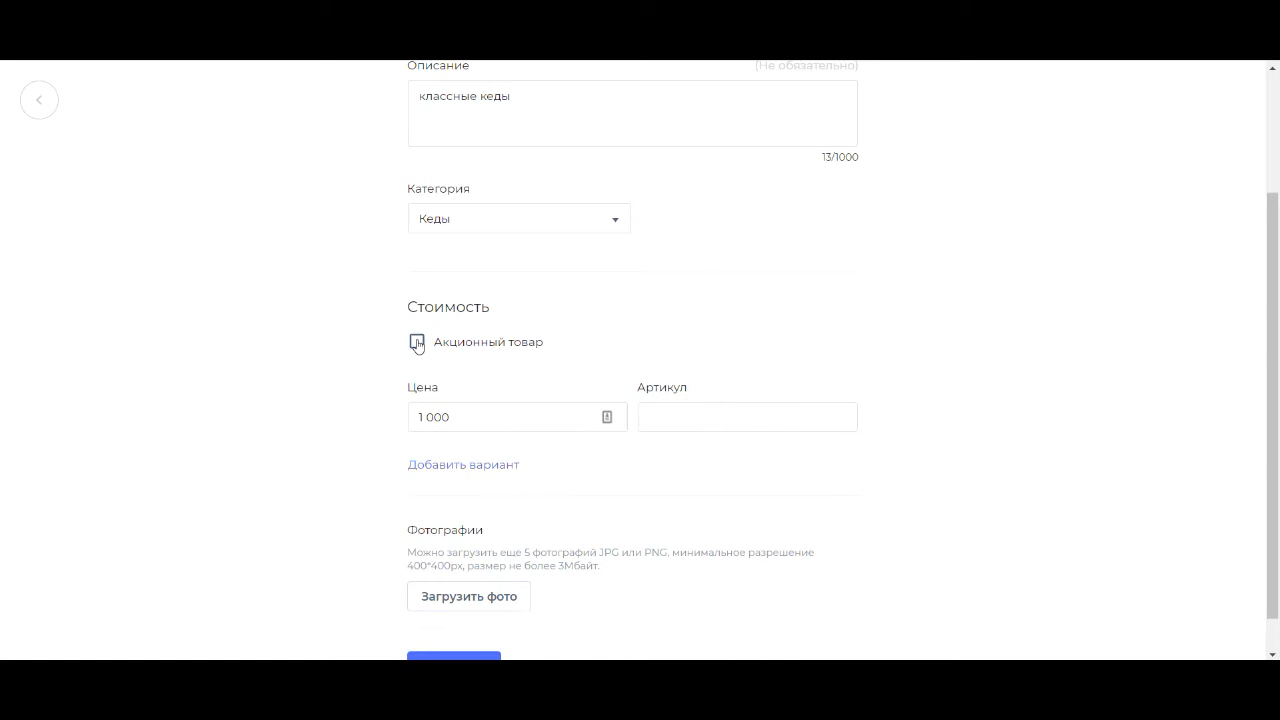 Описание (Не обязательно)
классные кеды
13/1000
Категория
Кеды
Стоимость
Акционный товар
Цена Артикул
1 000
Добавить вариант
Фотографии
Можно загрузить еще 5 фотографий JPG или PNG, минимальное разрешение
400*400px, размер не более 3Мбайт.
Загрузить фото